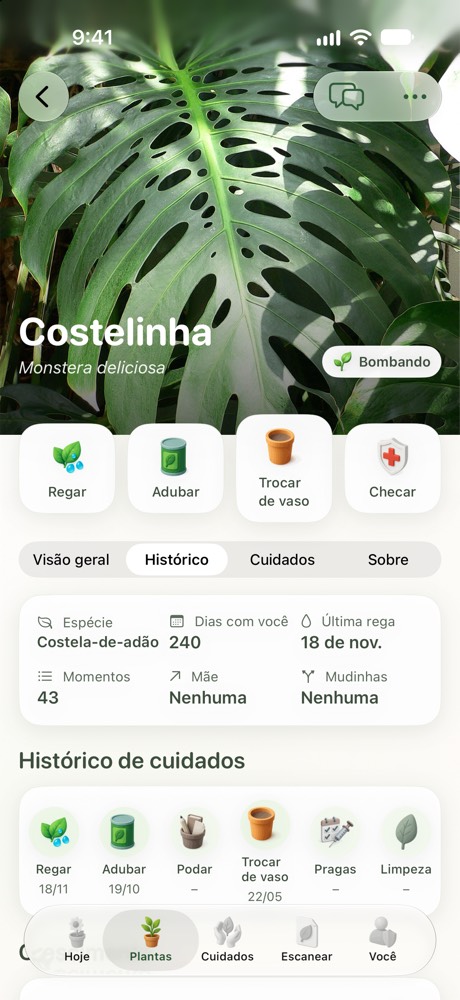 9:41
Costelinha
Monstera deliciosa
Bombando
Regar
Adubar
Trocar
de vaso
Checar
Visão geral
Histórico
Cuidados
Sobre
Espécie
Costela-de-adão
Dias com você
240
Última rega
18 de nov.
Momentos
43
Mãe
Nenhuma
Mudinhas
Nenhuma
Histórico de cuidados
Regar
18/11
Adubar
19/10
Podar
–
Trocar
de vaso
22/05
Pragas
–
Limpeza
–
Hoje
Plantas
Cuidados
Escanear
Você